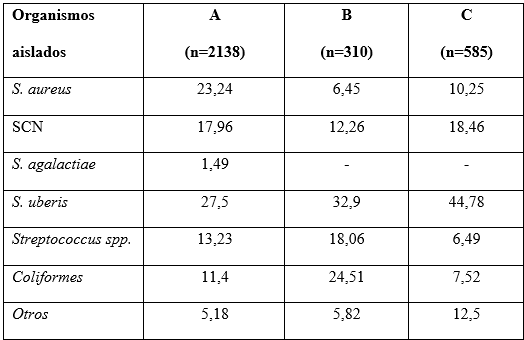 Organismos aislados A (n=2138) B (n=310) C (n=585)
S. aureus 23,24 6,45 10,25
SCN 17,96 12,26 18,46
S. agalactiae 1,49 - -
S. uberis 27,5 32,9 44,78
Streptococcus spp. 13,23 18,06 6,49
Coliformes 11,4 24,51 7,52
Otros 5,18 5,82 12,5